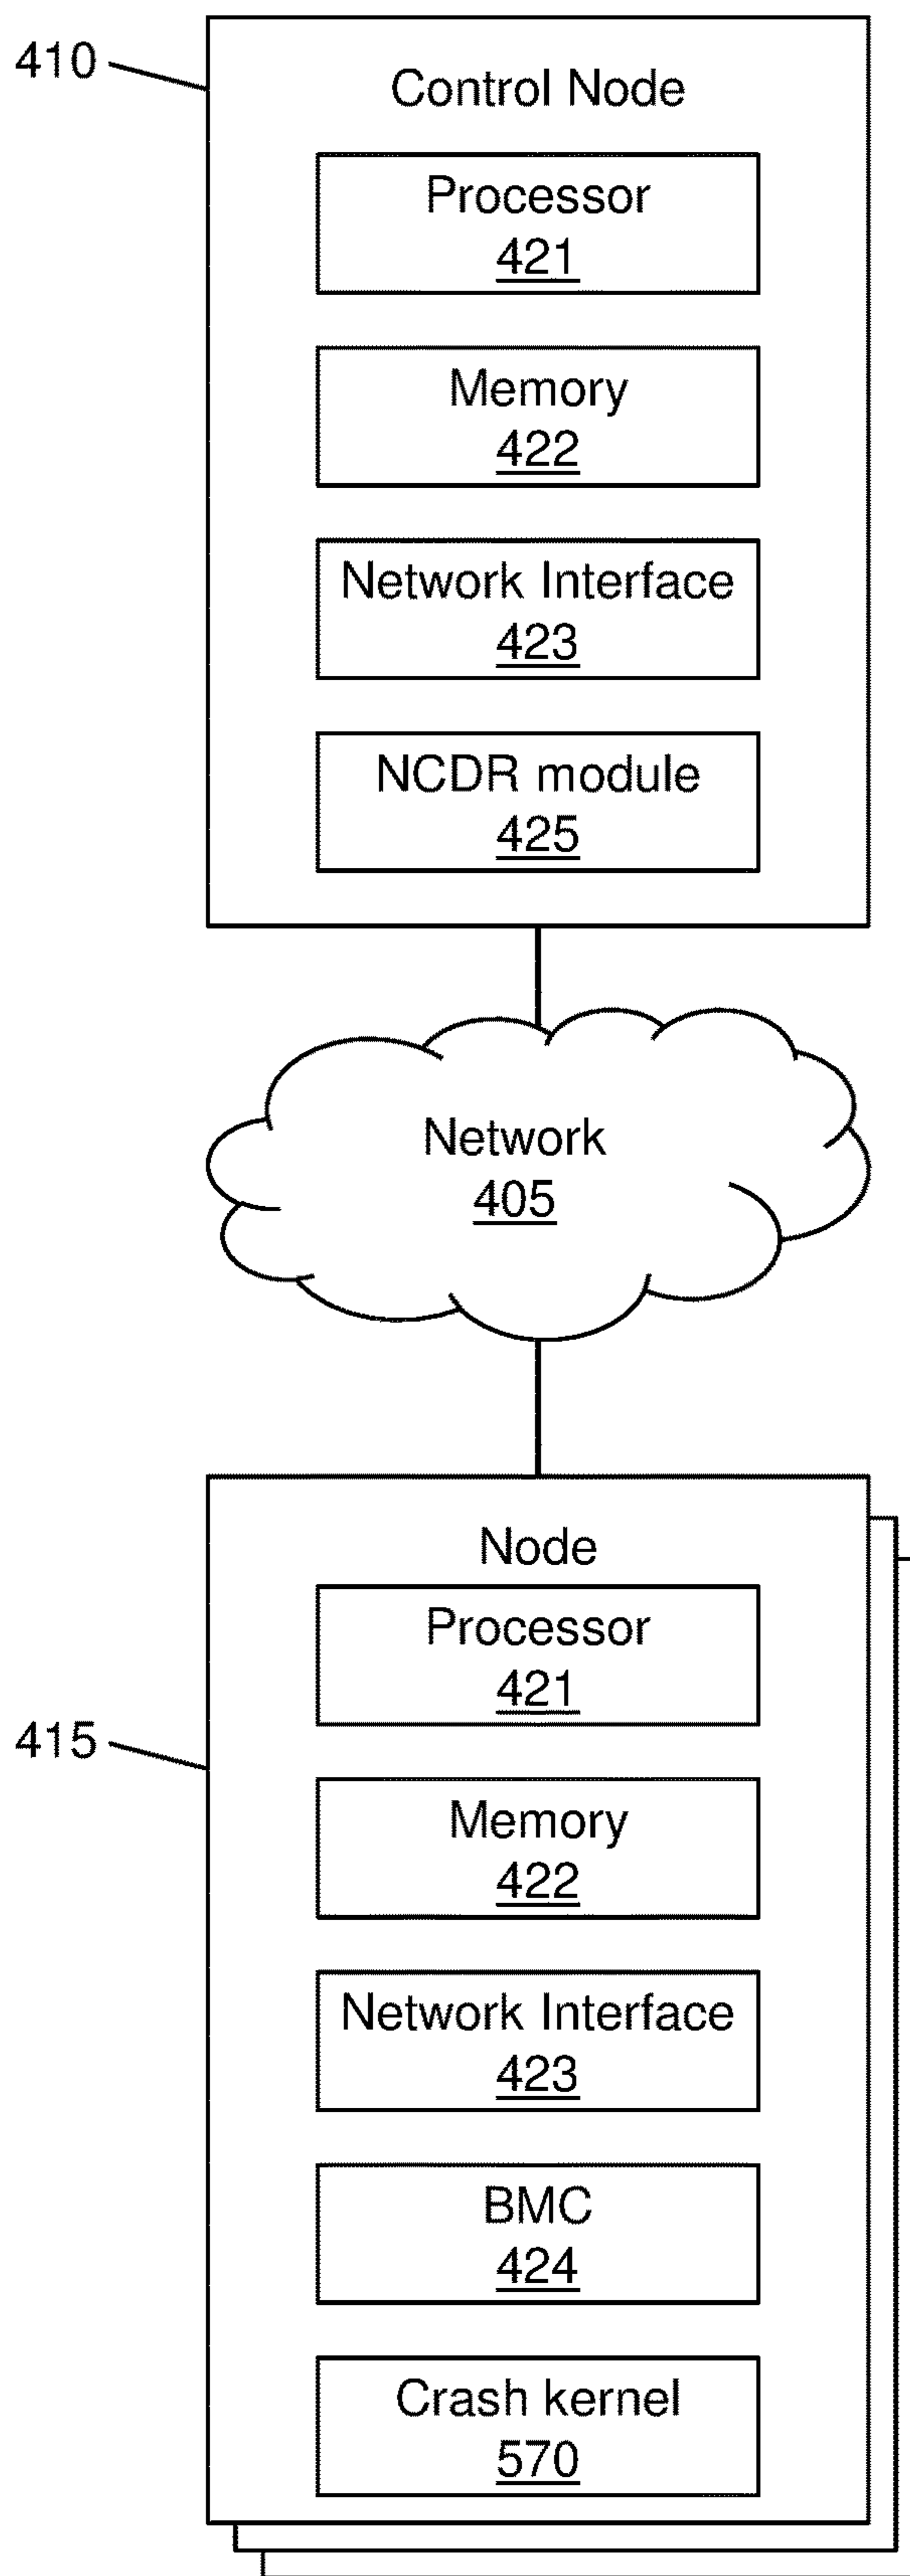 410
Control Node
Processor
421
Memory
422
Network Interface
423
NCDR module
425
Network
405
Node
Processor
421
415
Memory
422
Network Interface
423
BMC
424
Crash kernel
570